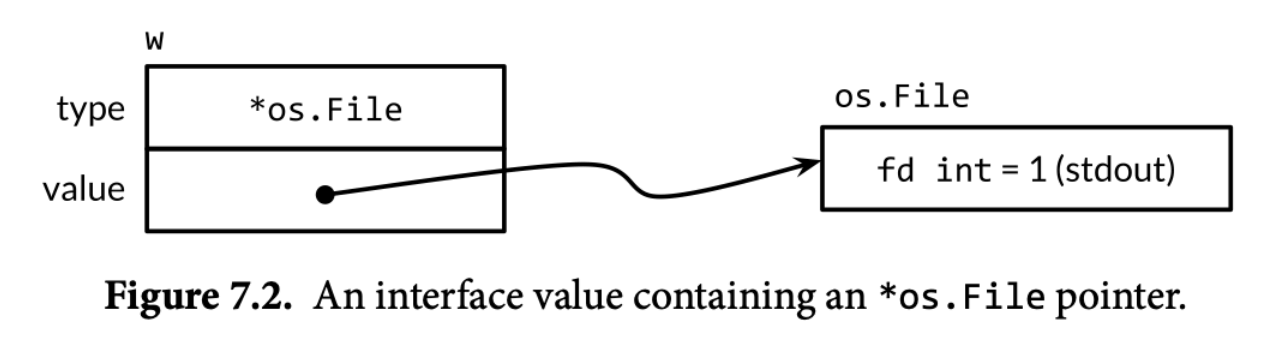 w
type
*os.File
value
os.File
fd int = 1 (stdout)
Figure 7.2. An interface value containing an *os.File pointer.